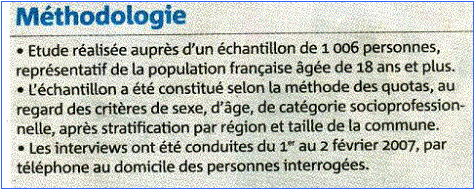 Méthodologie
• Etude réalisée auprès d'un échantillon de 1 006 personnes,
représentatif de la population française âgée de 18 ans et plus.
• L'échantillon a été constitué selon la méthode des quotas, au
regard des critères de sexe, d'âge, de catégorie socioprofession-
nelle, après stratification par région et taille de la commune.
• Les interviews ont été conduites du 1er au 2 février 2007, par
téléphone au domicile des personnes interrogées.